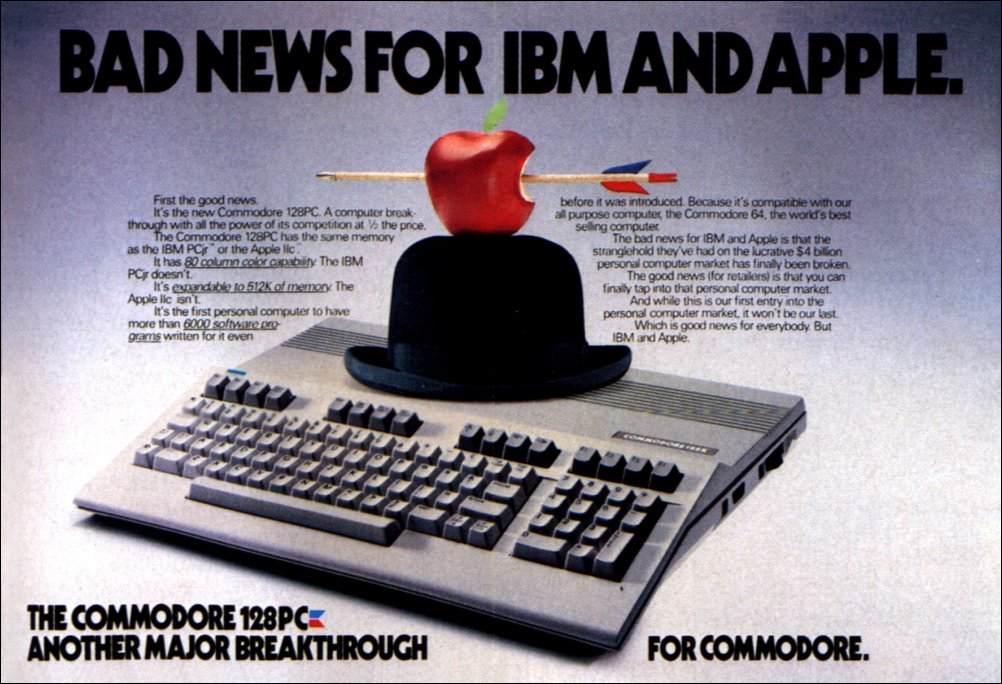 BAD NEWS FOR IBM AND APPLE.
First the good news.
It's the new Commodore 128PC. A computer break-
through with all the power of its competition at ½ the price.
The Commodore 128PC has the same memory
as the IBM PCjr™ or the Apple IIc.
It has 80 column color capability. The IBM
PCjr doesn't.
It's expandable to 512K of memory. The
Apple IIc isn't.
It's the first personal computer to have
more than 6000 software pro-
grams written for it even
before it was introduced. Because it's compatible with our
all purpose computer, the Commodore 64, the world's best
selling computer.
The bad news for IBM and Apple is that the
stranglehold they've had on the lucrative $4 billion
personal computer market has finally been broken.
The good news (for retailers) is that you can
finally tap into that personal computer market.
And while this is our first entry into the
personal computer market, it won't be our last.
Which is good news for everybody. But
IBM and Apple.
THE COMMODORE 128PC
ANOTHER MAJOR BREAKTHROUGH FOR COMMODORE.